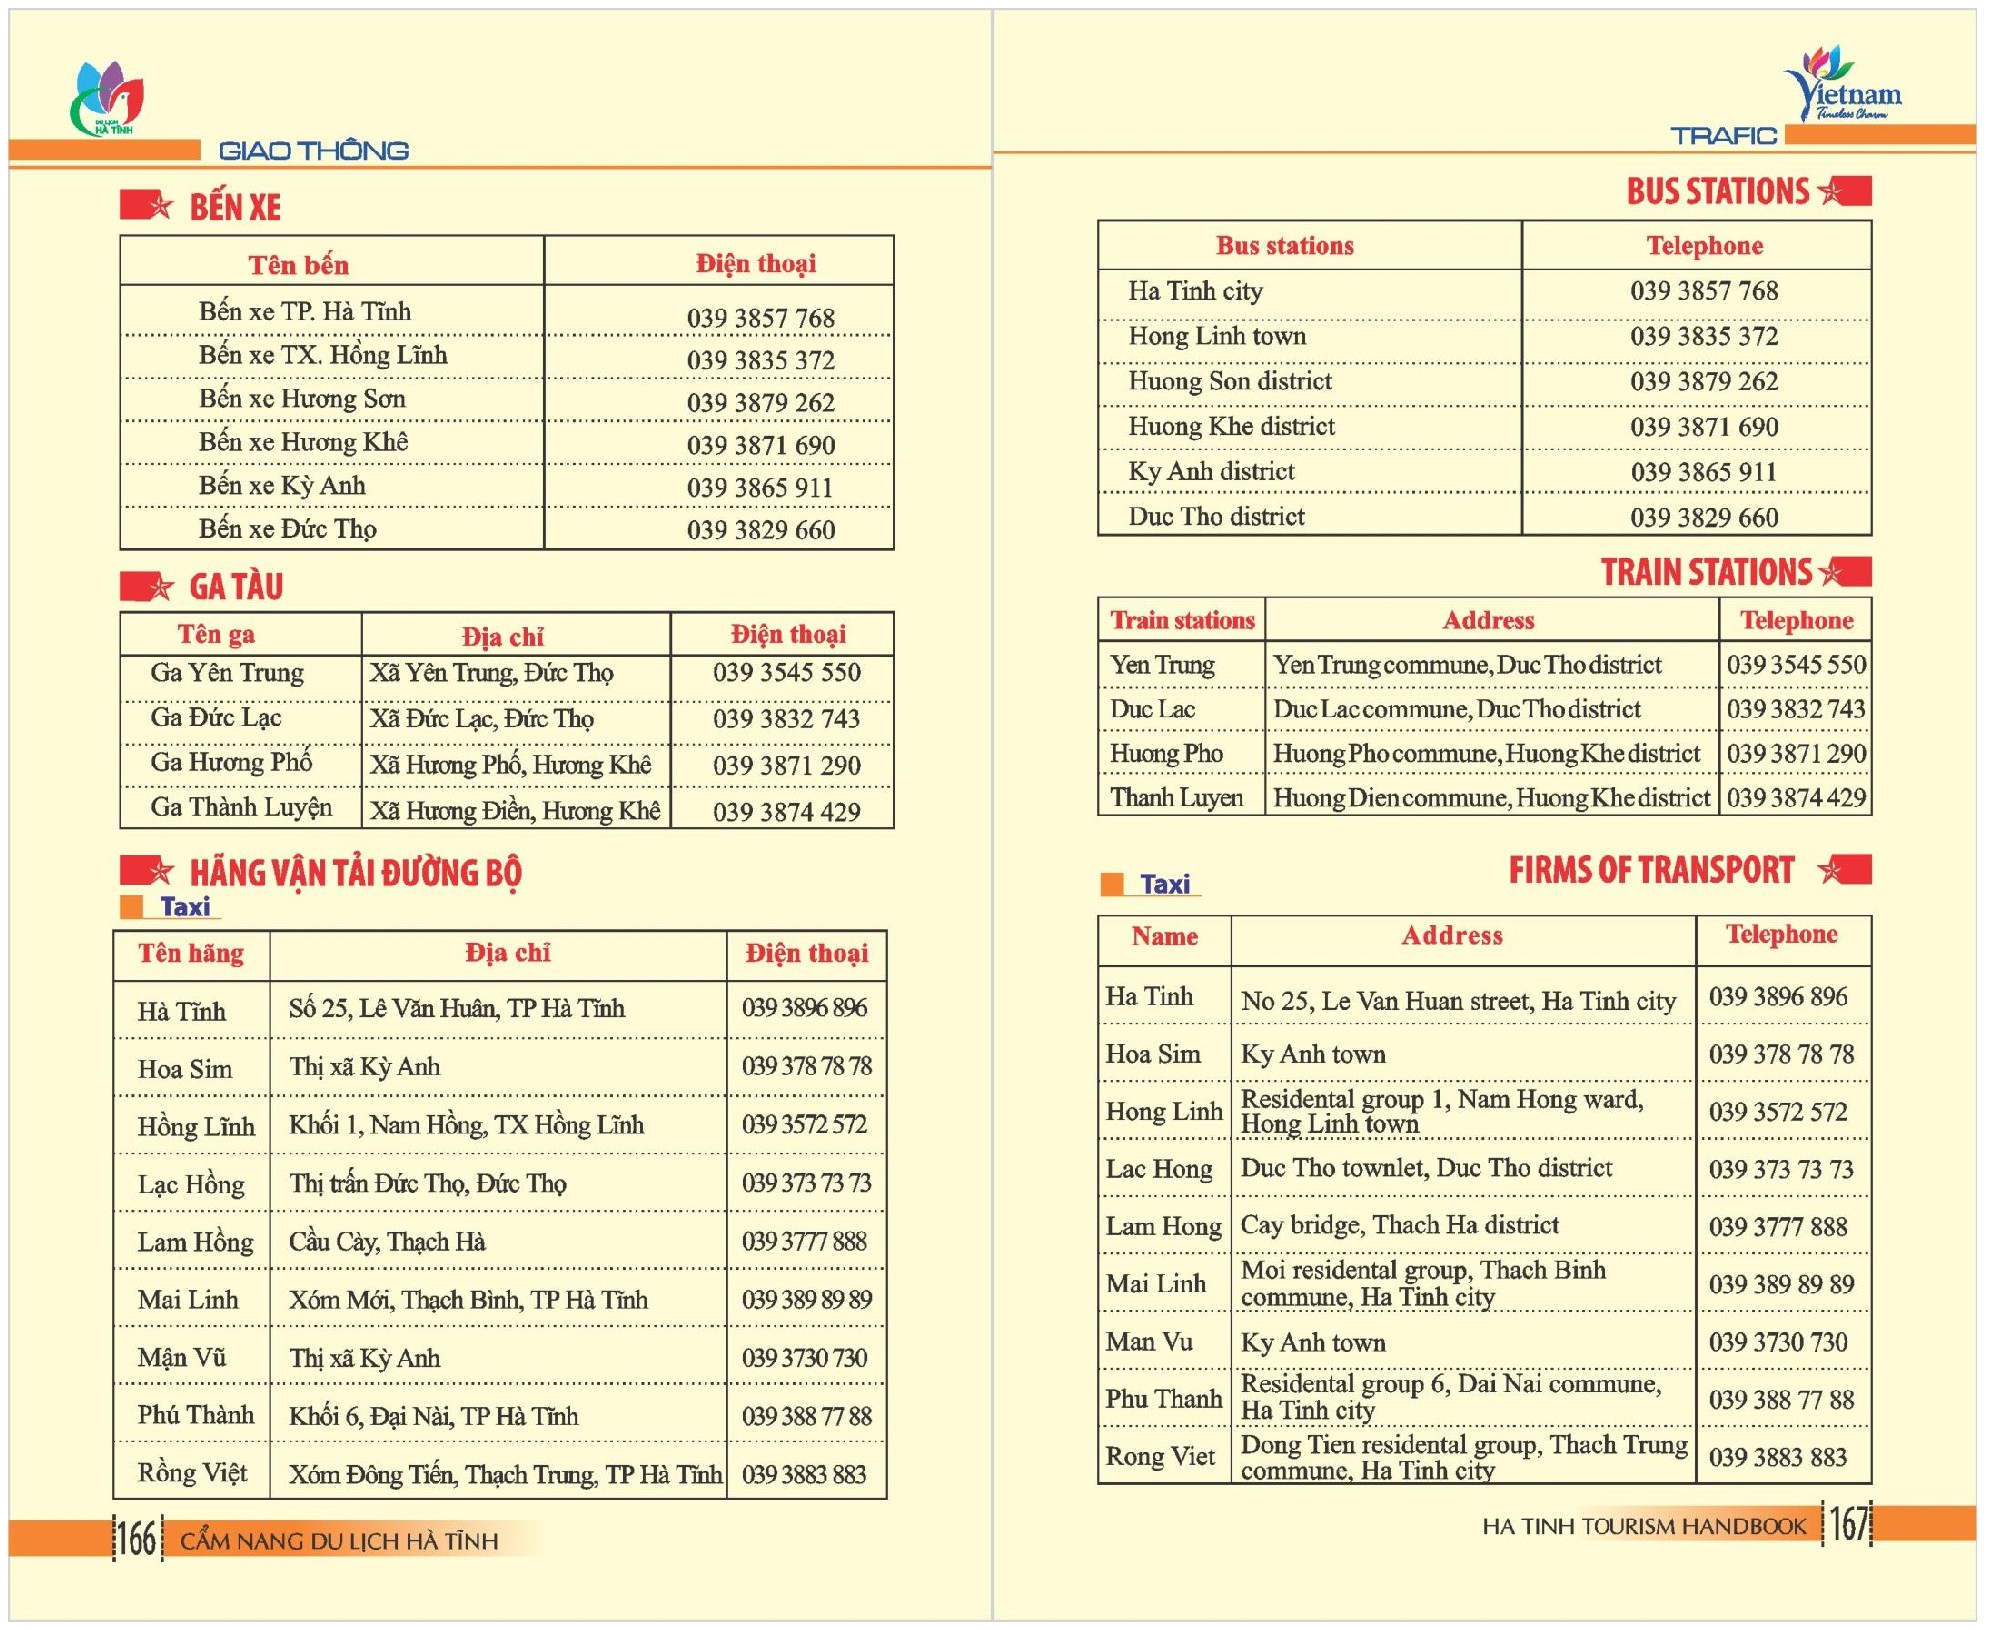 DU LỊCH
HÀ TĨNH
GIAO THÔNG
BẾN XE
Tên bến Điện thoại
Bến xe TP. Hà Tĩnh 039 3857 768
Bến xe TX. Hồng Lĩnh 039 3835 372
Bến xe Hương Sơn 039 3879 262
Bến xe Hương Khê 039 3871 690
Bến xe Kỳ Anh 039 3865 911
Bến xe Đức Thọ 039 3829 660
GA TÀU
Tên ga Địa chỉ Điện thoại
Ga Yên Trung Xã Yên Trung, Đức Thọ 039 3545 550
Ga Đức Lạc Xã Đức Lạc, Đức Thọ 039 3832 743
Ga Hương Phố Xã Hương Phố, Hương Khê 039 3871 290
Ga Thành Luyện Xã Hương Điền, Hương Khê 039 3874 429
HÃNG VẬN TẢI ĐƯỜNG BỘ
Taxi
Tên hãng Địa chỉ Điện thoại
Hà Tĩnh Số 25, Lê Văn Huân, TP Hà Tĩnh 039 3896 896
Hoa Sim Thị xã Kỳ Anh 039 378 78 78
Hồng Lĩnh Khối 1, Nam Hồng, TX Hồng Lĩnh 039 3572 572
Lạc Hồng Thị trấn Đức Thọ, Đức Thọ 039 373 73 73
Lam Hồng Cầu Cày, Thạch Hà 039 3777 888
Mai Linh Xóm Mới, Thạch Bình, TP Hà Tĩnh 039 389 89 89
Mận Vũ Thị xã Kỳ Anh 039 3730 730
Phú Thành Khối 6, Đại Nài, TP Hà Tĩnh 039 388 77 88
Rồng Việt Xóm Đông Tiến, Thạch Trung, TP Hà Tĩnh 039 3883 883
166 CẨM NANG DU LỊCH HÀ TĨNH
Vietnam
Timeless Charm
TRAFIC
BUS STATIONS
Bus stations Telephone
Ha Tinh city 039 3857 768
Hong Linh town 039 3835 372
Huong Son district 039 3879 262
Huong Khe district 039 3871 690
Ky Anh district 039 3865 911
Duc Tho district 039 3829 660
TRAIN STATIONS
Train stations Address Telephone
Yen Trung Yen Trung commune, Duc Tho district 039 3545 550
Duc Lac Duc Lac commune, Duc Tho district 039 3832 743
Huong Pho Huong Pho commune, Huong Khe district 039 3871 290
Thanh Luyen Huong Dien commune, Huong Khe district 039 3874 429
FIRMS OF TRANSPORT
Taxi
Name Address Telephone
Ha Tinh No 25, Le Van Huan street, Ha Tinh city 039 3896 896
Hoa Sim Ky Anh town 039 378 78 78
Hong Linh Residental group 1, Nam Hong ward,
Hong Linh town 039 3572 572
Lac Hong Duc Tho townlet, Duc Tho district 039 373 73 73
Lam Hong Cay bridge, Thach Ha district 039 3777 888
Mai Linh Moi residental group, Thach Binh
commune, Ha Tinh city 039 389 89 89
Man Vu Ky Anh town 039 3730 730
Phu Thanh Residental group 6, Dai Nai commune,
Ha Tinh city 039 388 77 88
Rong Viet Dong Tien residental group, Thach Trung
commune, Ha Tinh city 039 3883 883
HA TINH TOURISM HANDBOOK 167